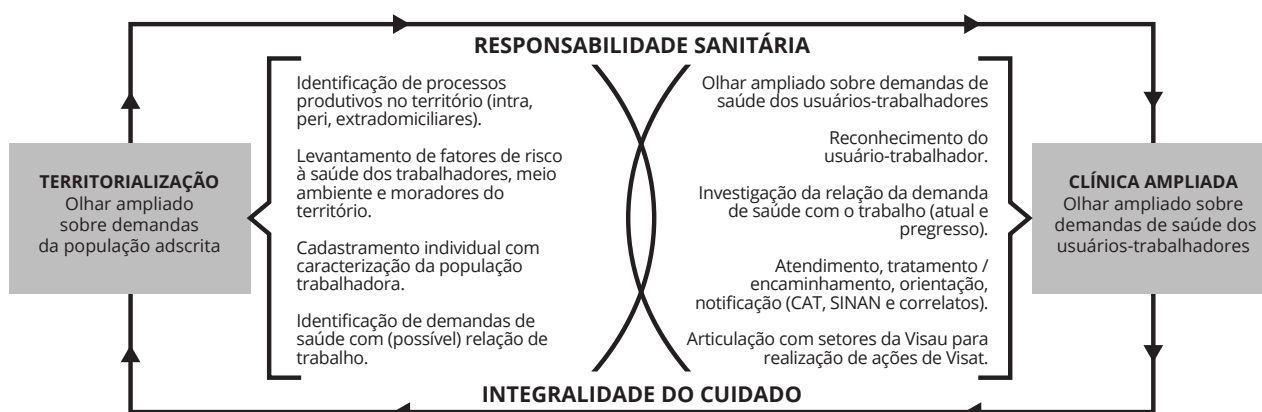 RESPONSABILIDADE SANITÁRIA
TERRITORIALIZAÇÃO
Olhar ampliado
sobre demandas
da população adscrita
Identificação de processos
produtivos no território (intra,
peri, extradomiciliares).
Levantamento de fatores de risco
à saúde dos trabalhadores, meio
ambiente e moradores do
território.
Cadastramento individual com
caracterização da população
trabalhadora.
Identificação de demandas de
saúde com (possível) relação de
trabalho.
Olhar ampliado sobre demandas de
saúde dos usuários-trabalhadores
Reconhecimento do
usuário-trabalhador.
Investigação da relação da demanda
de saúde com o trabalho (atual e
pregresso).
Atendimento, tratamento /
encaminhamento, orientação,
notificação (CAT, SINAN e correlatos).
Articulação com setores da Visau para
realização de ações de Visat.
CLÍNICA AMPLIADA
Olhar ampliado sobre
demandas de saúde dos
usuários-trabalhadores
INTEGRALIDADE DO CUIDADO